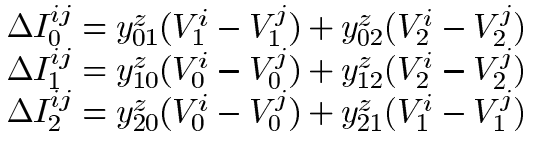 ΔI_0^{ij} = y_{01}^z(V_1^i − V_1^j) + y_{02}^z(V_2^i − V_2^j)
ΔI_1^{ij} = y_{10}^z(V_0^i − V_0^j) + y_{12}^z(V_2^i − V_2^j)
ΔI_2^{ij} = y_{20}^z(V_0^i − V_0^j) + y_{21}^z(V_1^i − V_1^j)